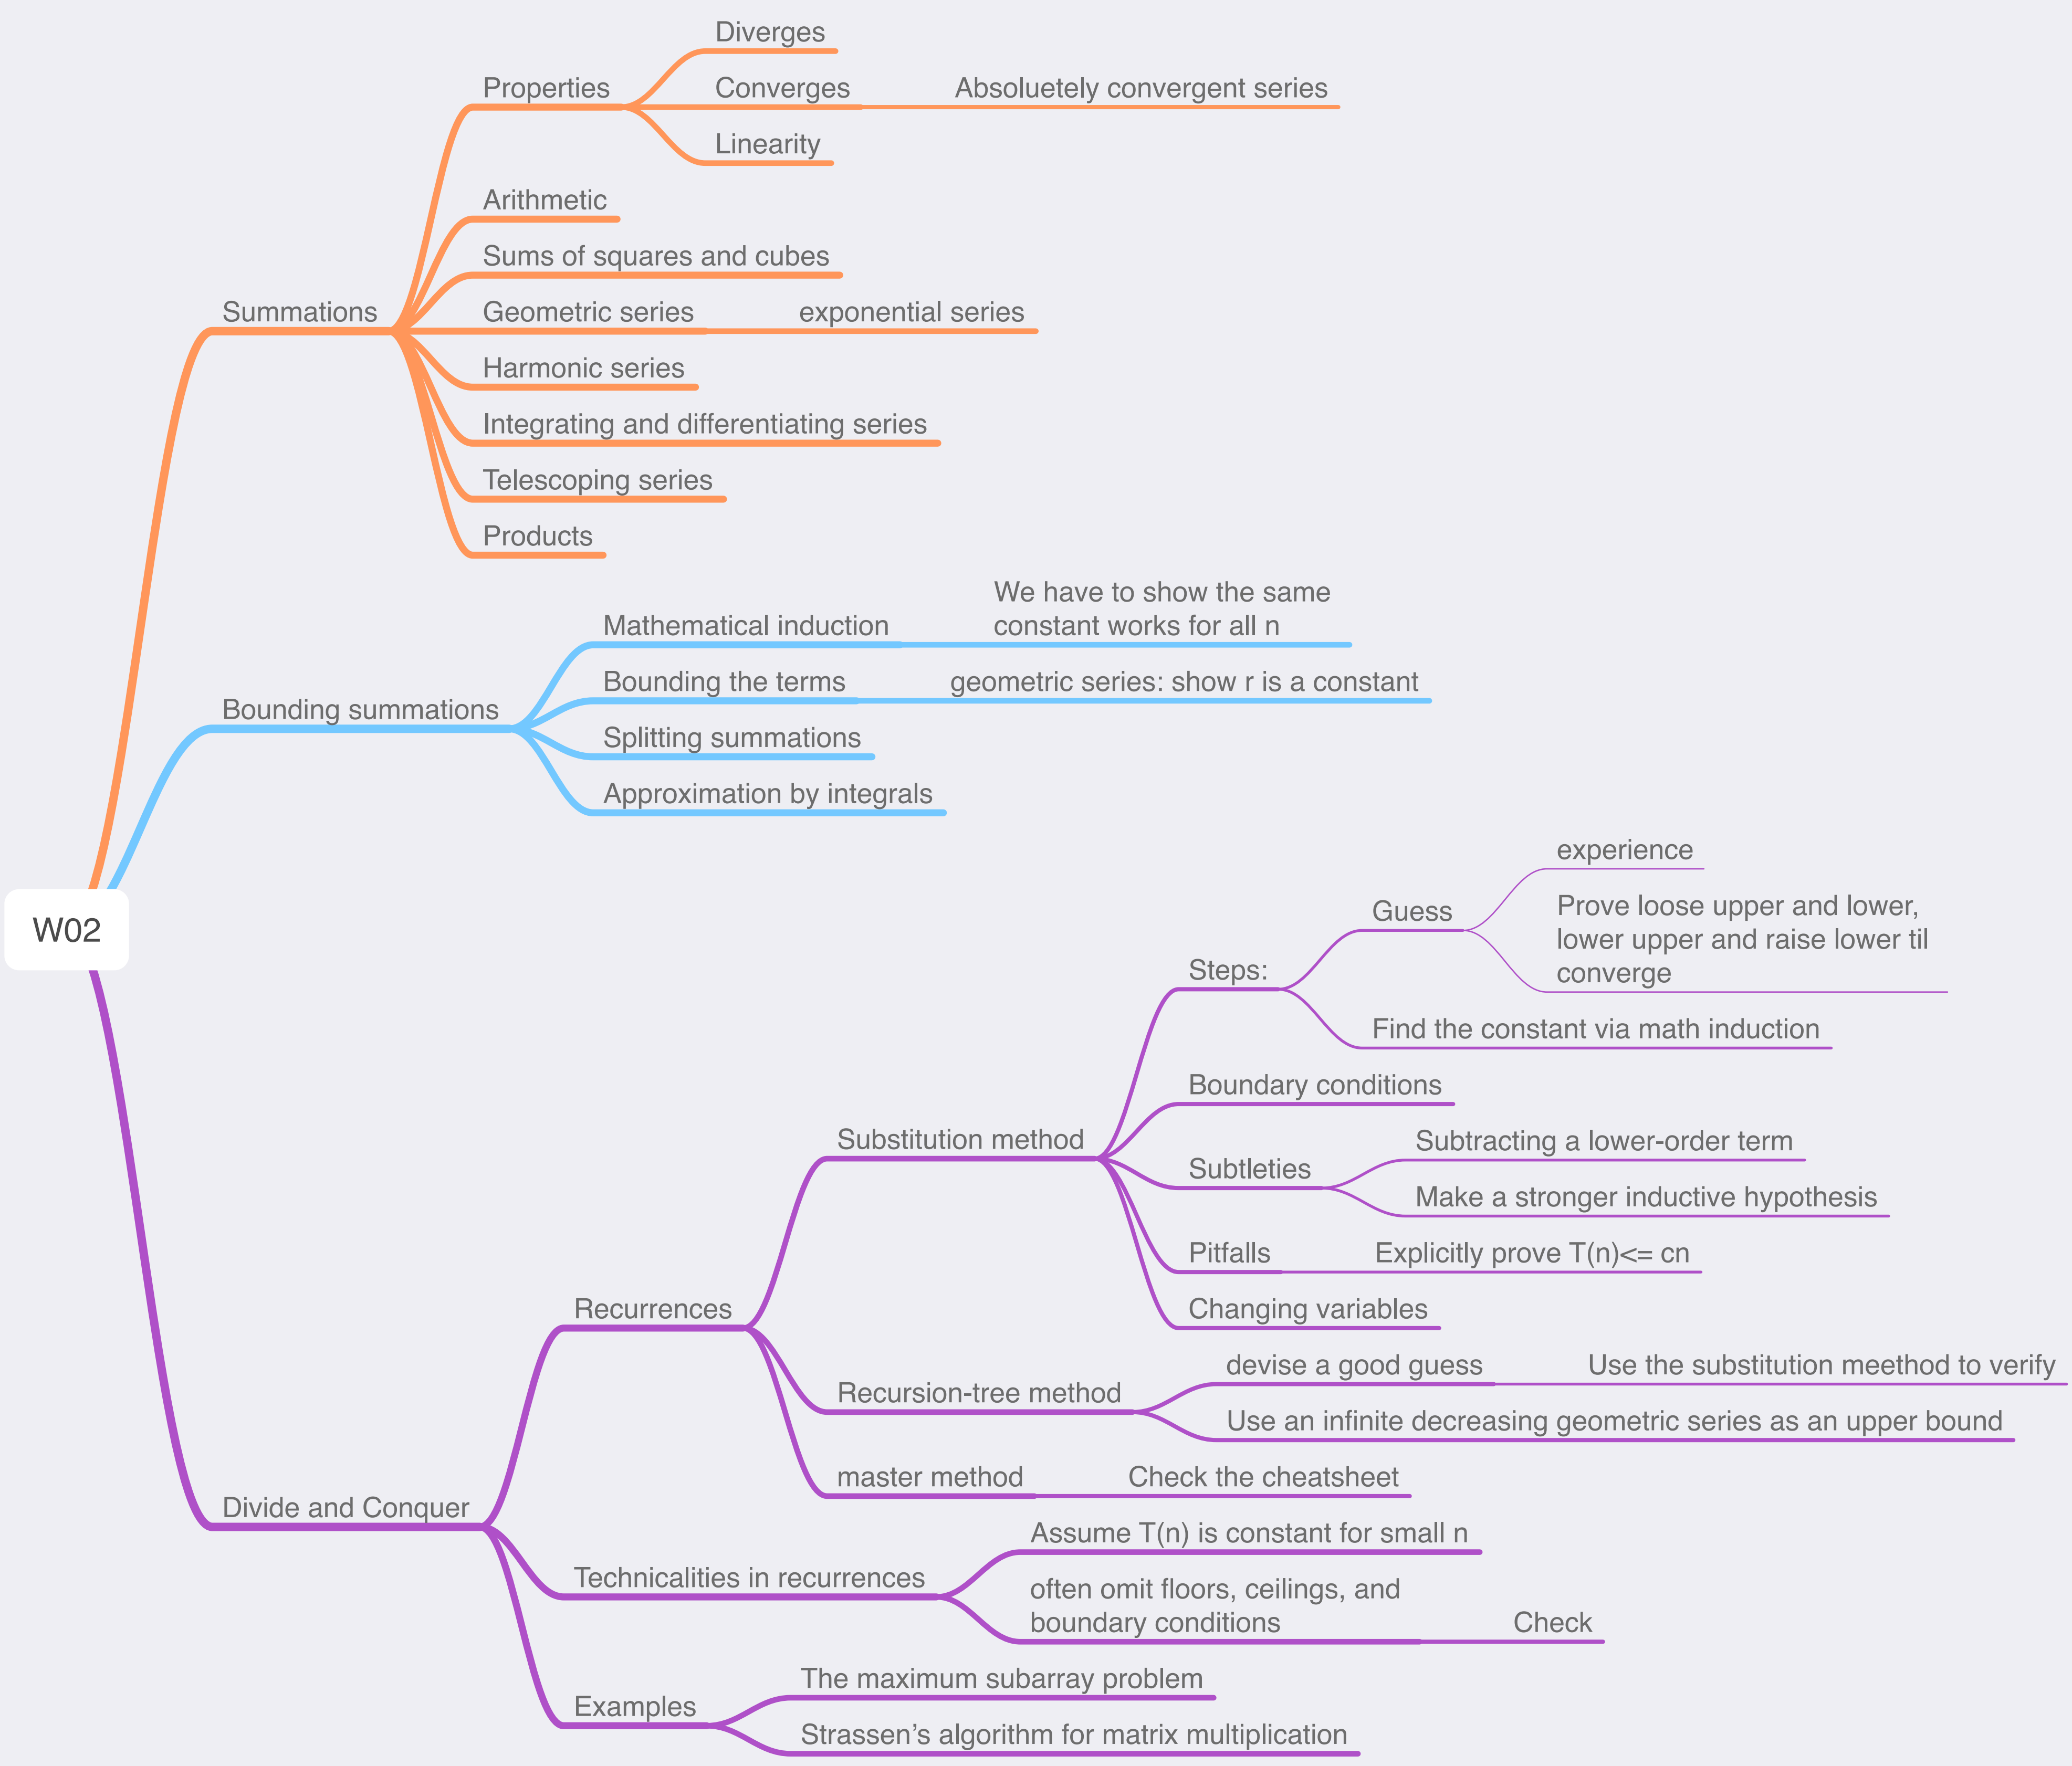 Diverges
Properties
Converges
Absoluetely convergent series
Linearity
Arithmetic
Sums of squares and cubes
Summations
Geometric series
exponential series
Harmonic series
Integrating and differentiating series
Telescoping series
Products
We have to show the same
constant works for all n
Mathematical induction
Bounding the terms
geometric series: show r is a constant
Bounding summations
Splitting summations
Approximation by integrals
W02
experience
Guess
Prove loose upper and lower,
lower upper and raise lower til
converge
Steps:
Find the constant via math induction
Boundary conditions
Substitution method
Subtracting a lower-order term
Subtleties
Make a stronger inductive hypothesis
Pitfalls
Explicitly prove T(n)<= cn
Changing variables
Recurrences
devise a good guess
Use the substitution meethod to verify
Recursion-tree method
Use an infinite decreasing geometric series as an upper bound
master method
Check the cheatsheet
Divide and Conquer
Assume T(n) is constant for small n
Technicalities in recurrences
often omit floors, ceilings, and
boundary conditions
Check
The maximum subarray problem
Examples
Strassen’s algorithm for matrix multiplication